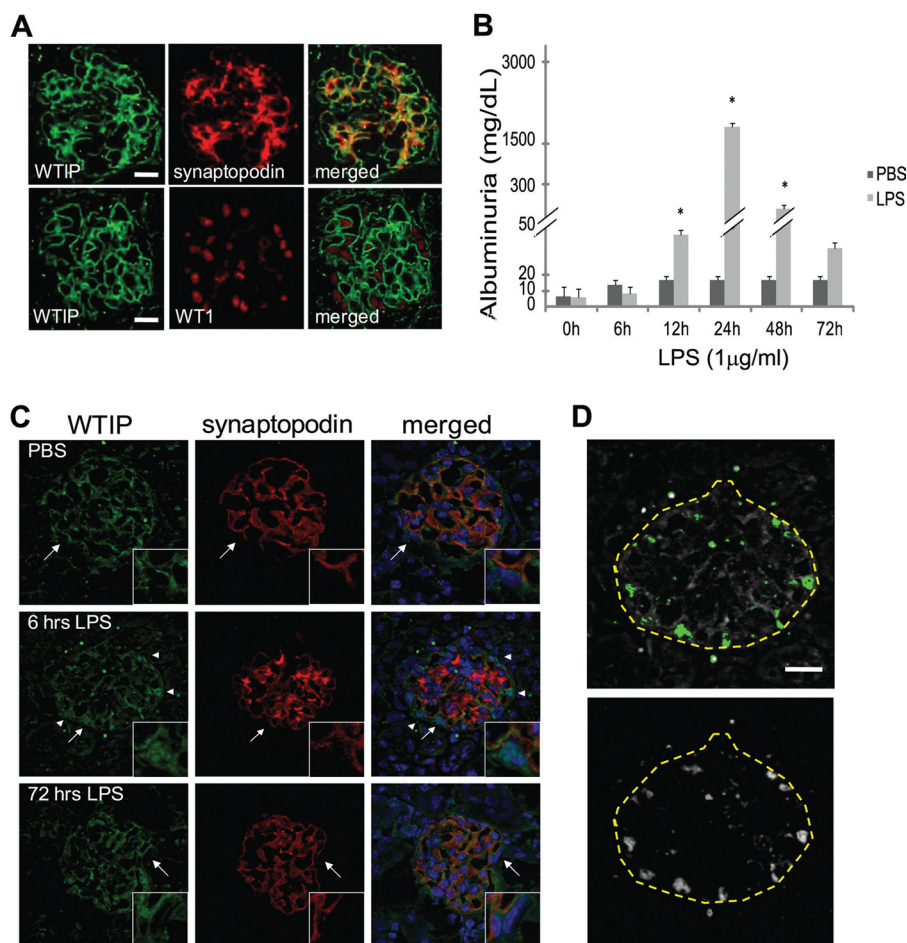 A
WTIP
synaptopodin
merged
WTIP
WT1
merged
B
Albuminuria (mg/dL)
3000
1500
300
50
20
10
0
*
*
*
PBS
LPS
0h 6h 12h 24h 48h 72h
LPS (1µg/ml)
C
WTIP synaptopodin merged
PBS
6 hrs LPS
72 hrs LPS
D